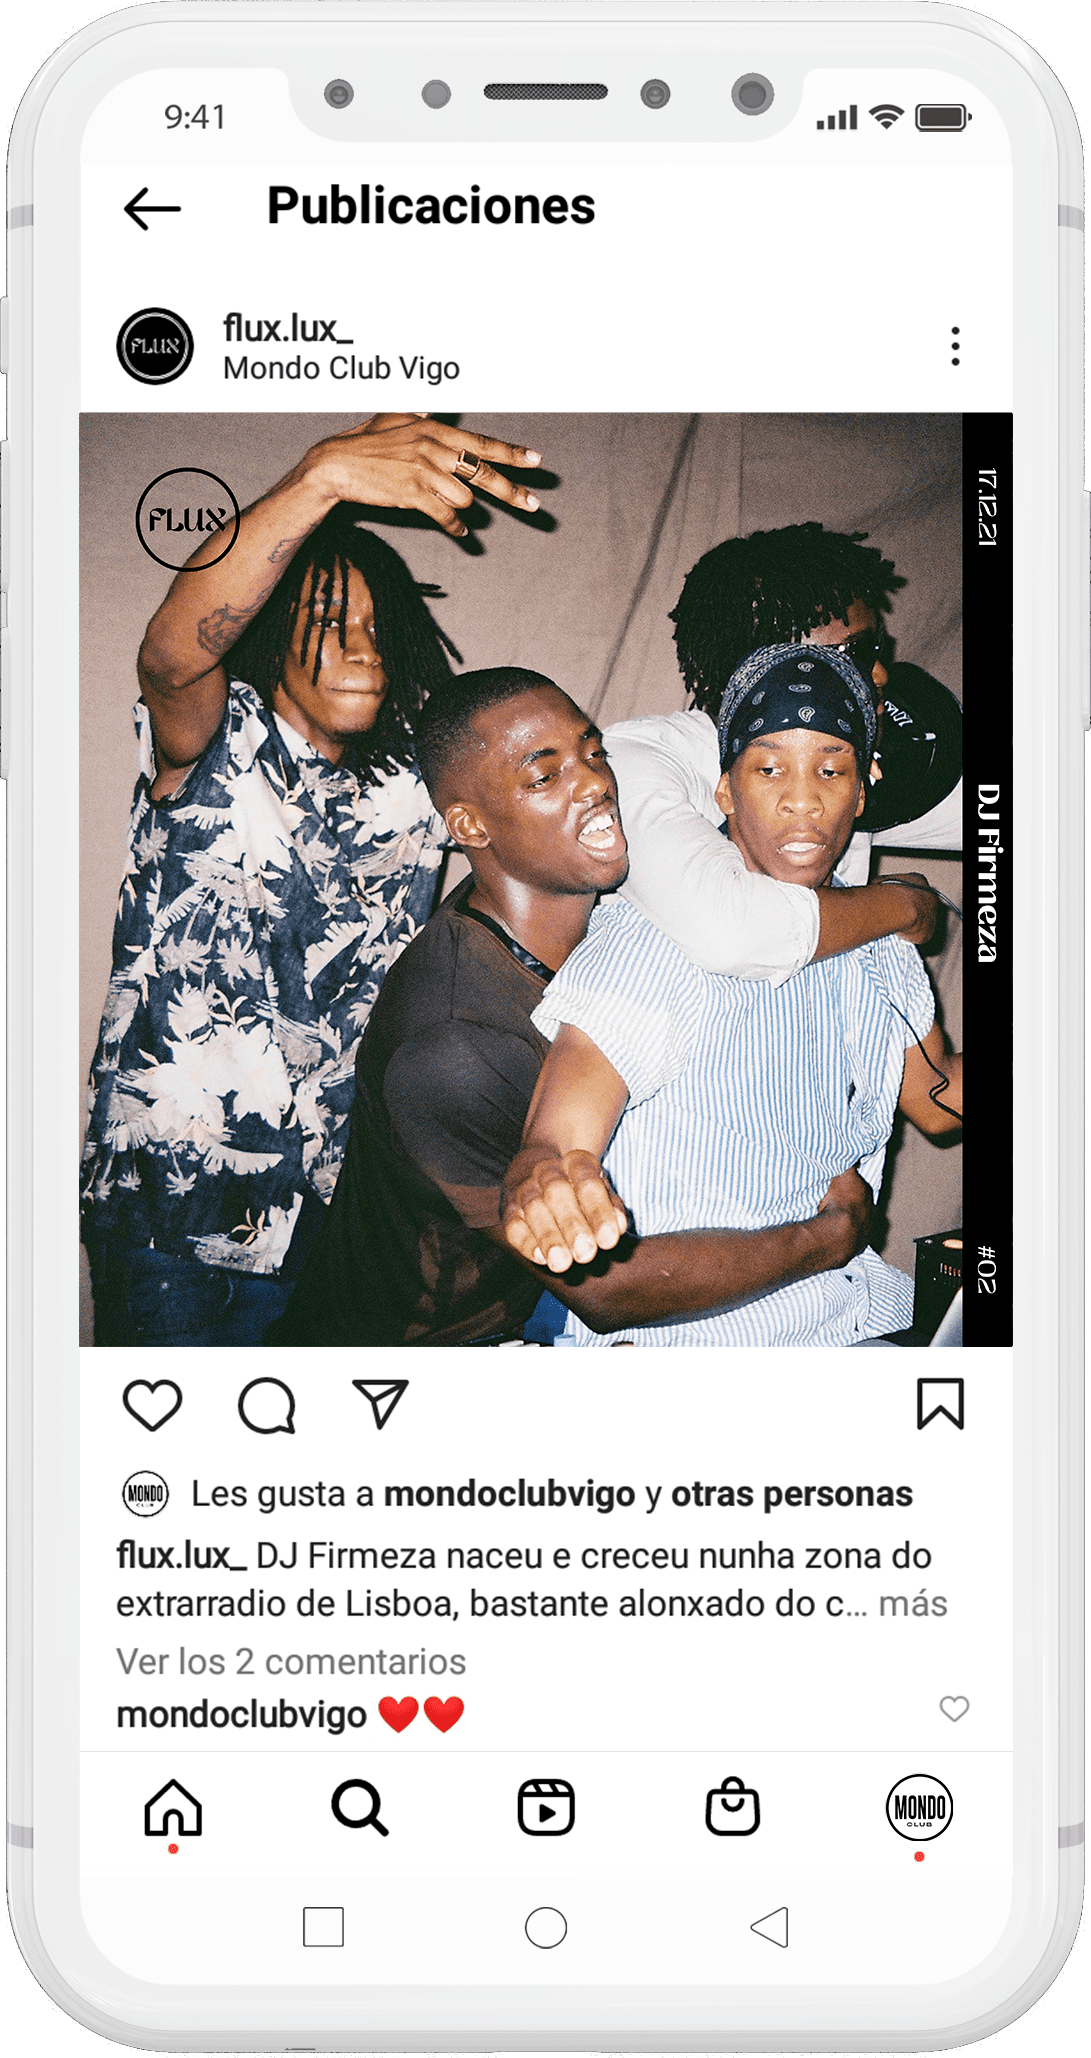 9:41
Publicaciones
FLUX
flux.lux_
Mondo Club Vigo
FLUX
17.12.21
DJ Firmeza
#02
MONDO
CLUB
Les gusta a mondoclubvigo y otras personas
flux.lux_ DJ Firmeza naceu e creceu nunha zona do
extrarradio de Lisboa, bastante alonxado do c... más
Ver los 2 comentarios
mondoclubvigo ❤️❤️
MONDO
CLUB